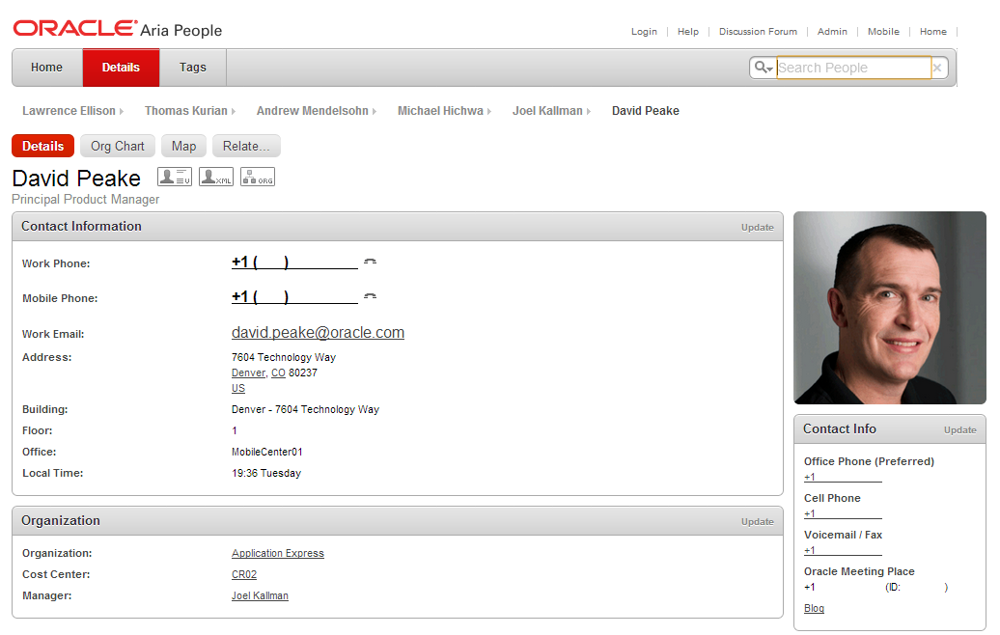 ORACLE Aria People
Login Help Discussion Forum Admin Mobile Home
Home Details Tags Search People
Lawrence Ellison Thomas Kurian Andrew Mendelsohn Michael Hichwa Joel Kallman David Peake
Details Org Chart Map Relate...
David Peake U XML ORG
Principal Product Manager
Contact Information Update
Work Phone: +1 ( )
Mobile Phone: +1 ( )
Work Email: david.peake@oracle.com
Address: 7604 Technology Way
Denver, CO 80237
US
Building: Denver - 7604 Technology Way
Floor: 1
Office: MobileCenter01
Local Time: 19:36 Tuesday
Organization Update
Organization: Application Express
Cost Center: CR02
Manager: Joel Kallman
Contact Info Update
Office Phone (Preferred)
+1
Cell Phone
+1
Voicemail / Fax
+1
Oracle Meeting Place
+1 (ID: )
Blog